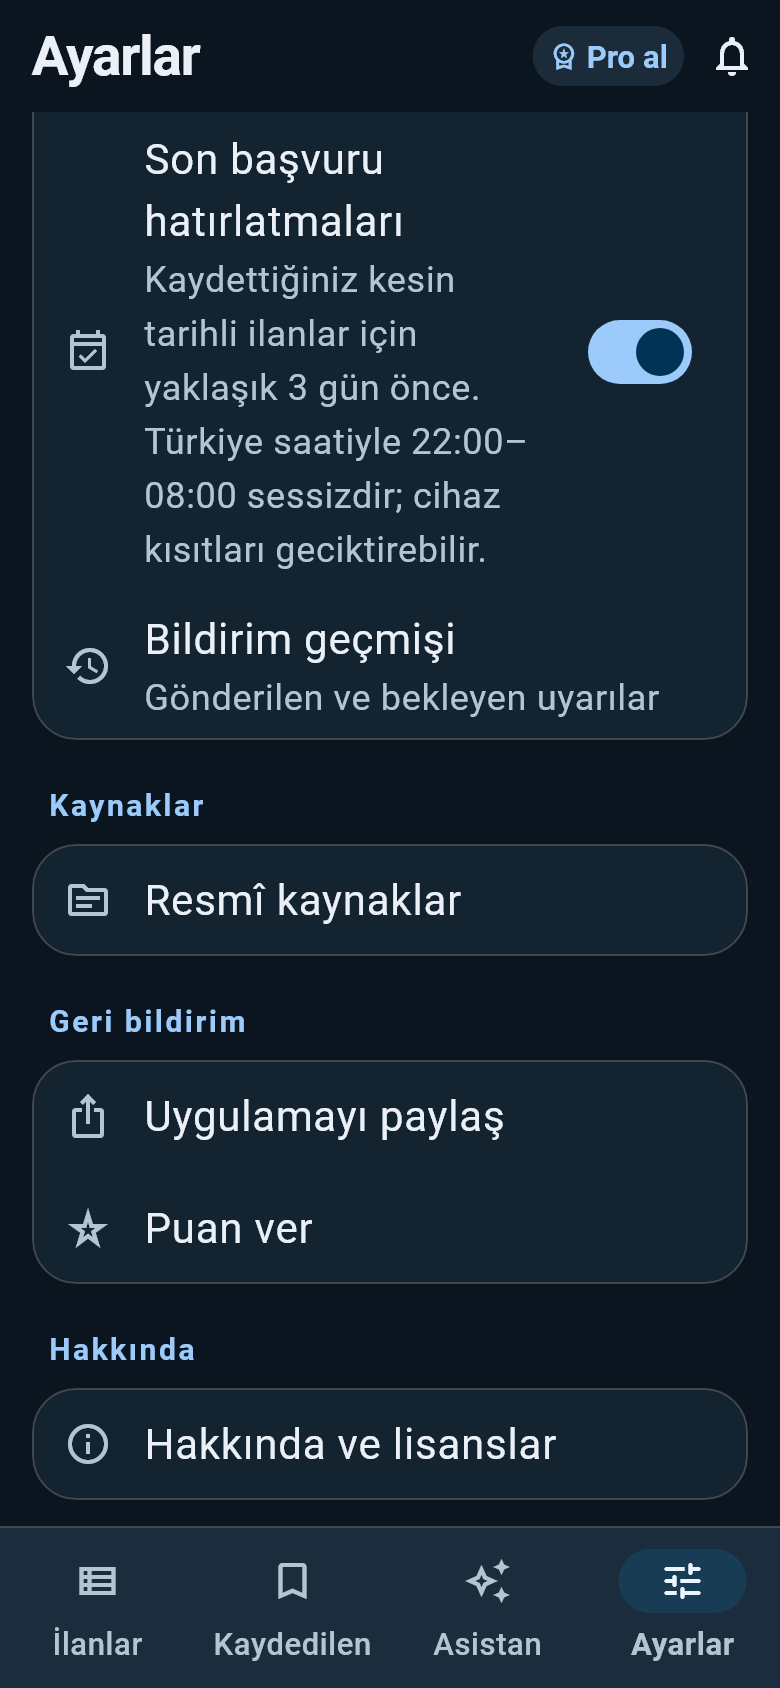 Ayarlar
Pro al
Son başvuru
hatırlatmaları
Kaydettiğiniz kesin
tarihli ilanlar için
yaklaşık 3 gün önce.
Türkiye saatiyle 22:00–
08:00 sessizdir; cihaz
kısıtları geciktirebilir.
Bildirim geçmişi
Gönderilen ve bekleyen uyarılar
Kaynaklar
Resmî kaynaklar
Geri bildirim
Uygulamayı paylaş
Puan ver
Hakkında
Hakkında ve lisanslar
İlanlar
Kaydedilen
Asistan
Ayarlar